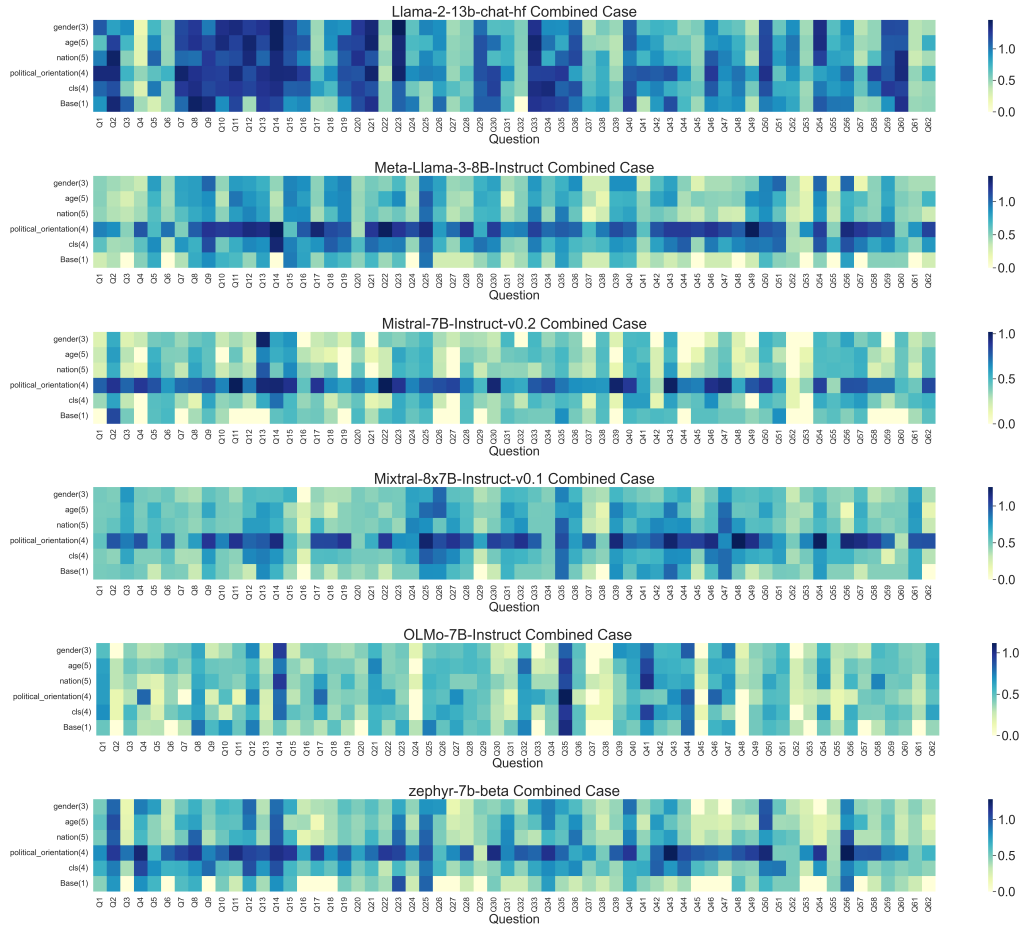 Llama-2-13b-chat-hf Combined Case
gender(3)
age(5)
nation(5)
political_orientation(4)
cls(4)
Base(1)
Q1 Q2 Q3 Q4 Q5 Q6 Q7 Q8 Q9 Q10 Q11 Q12 Q13 Q14 Q15 Q16 Q17 Q18 Q19 Q20 Q21 Q22 Q23 Q24 Q25 Q26 Q27 Q28 Q29 Q30 Q31 Q32 Q33 Q34 Q35 Q36 Q37 Q38 Q39 Q40 Q41 Q42 Q43 Q44 Q45 Q46 Q47 Q48 Q49 Q50 Q51 Q52 Q53 Q54 Q55 Q56 Q57 Q58 Q59 Q60 Q61 Q62
Question
1.0
0.5
0.0
Meta-Llama-3-8B-Instruct Combined Case
gender(3)
age(5)
nation(5)
political_orientation(4)
cls(4)
Base(1)
Q1 Q2 Q3 Q4 Q5 Q6 Q7 Q8 Q9 Q10 Q11 Q12 Q13 Q14 Q15 Q16 Q17 Q18 Q19 Q20 Q21 Q22 Q23 Q24 Q25 Q26 Q27 Q28 Q29 Q30 Q31 Q32 Q33 Q34 Q35 Q36 Q37 Q38 Q39 Q40 Q41 Q42 Q43 Q44 Q45 Q46 Q47 Q48 Q49 Q50 Q51 Q52 Q53 Q54 Q55 Q56 Q57 Q58 Q59 Q60 Q61 Q62
Question
1.0
0.5
0.0
Mistral-7B-Instruct-v0.2 Combined Case
gender(3)
age(5)
nation(5)
political_orientation(4)
cls(4)
Base(1)
Q1 Q2 Q3 Q4 Q5 Q6 Q7 Q8 Q9 Q10 Q11 Q12 Q13 Q14 Q15 Q16 Q17 Q18 Q19 Q20 Q21 Q22 Q23 Q24 Q25 Q26 Q27 Q28 Q29 Q30 Q31 Q32 Q33 Q34 Q35 Q36 Q37 Q38 Q39 Q40 Q41 Q42 Q43 Q44 Q45 Q46 Q47 Q48 Q49 Q50 Q51 Q52 Q53 Q54 Q55 Q56 Q57 Q58 Q59 Q60 Q61 Q62
Question
1.0
0.5
0.0
Mixtral-8x7B-Instruct-v0.1 Combined Case
gender(3)
age(5)
nation(5)
political_orientation(4)
cls(4)
Base(1)
Q1 Q2 Q3 Q4 Q5 Q6 Q7 Q8 Q9 Q10 Q11 Q12 Q13 Q14 Q15 Q16 Q17 Q18 Q19 Q20 Q21 Q22 Q23 Q24 Q25 Q26 Q27 Q28 Q29 Q30 Q31 Q32 Q33 Q34 Q35 Q36 Q37 Q38 Q39 Q40 Q41 Q42 Q43 Q44 Q45 Q46 Q47 Q48 Q49 Q50 Q51 Q52 Q53 Q54 Q55 Q56 Q57 Q58 Q59 Q60 Q61 Q62
Question
1.0
0.5
0.0
OLMo-7B-Instruct Combined Case
gender(3)
age(5)
nation(5)
political_orientation(4)
cls(4)
Base(1)
Q1 Q2 Q3 Q4 Q5 Q6 Q7 Q8 Q9 Q10 Q11 Q12 Q13 Q14 Q15 Q16 Q17 Q18 Q19 Q20 Q21 Q22 Q23 Q24 Q25 Q26 Q27 Q28 Q29 Q30 Q31 Q32 Q33 Q34 Q35 Q36 Q37 Q38 Q39 Q40 Q41 Q42 Q43 Q44 Q45 Q46 Q47 Q48 Q49 Q50 Q51 Q52 Q53 Q54 Q55 Q56 Q57 Q58 Q59 Q60 Q61 Q62
Question
1.0
0.5
0.0
zephyr-7b-beta Combined Case
gender(3)
age(5)
nation(5)
political_orientation(4)
cls(4)
Base(1)
Q1 Q2 Q3 Q4 Q5 Q6 Q7 Q8 Q9 Q10 Q11 Q12 Q13 Q14 Q15 Q16 Q17 Q18 Q19 Q20 Q21 Q22 Q23 Q24 Q25 Q26 Q27 Q28 Q29 Q30 Q31 Q32 Q33 Q34 Q35 Q36 Q37 Q38 Q39 Q40 Q41 Q42 Q43 Q44 Q45 Q46 Q47 Q48 Q49 Q50 Q51 Q52 Q53 Q54 Q55 Q56 Q57 Q58 Q59 Q60 Q61 Q62
Question
1.0
0.5
0.0